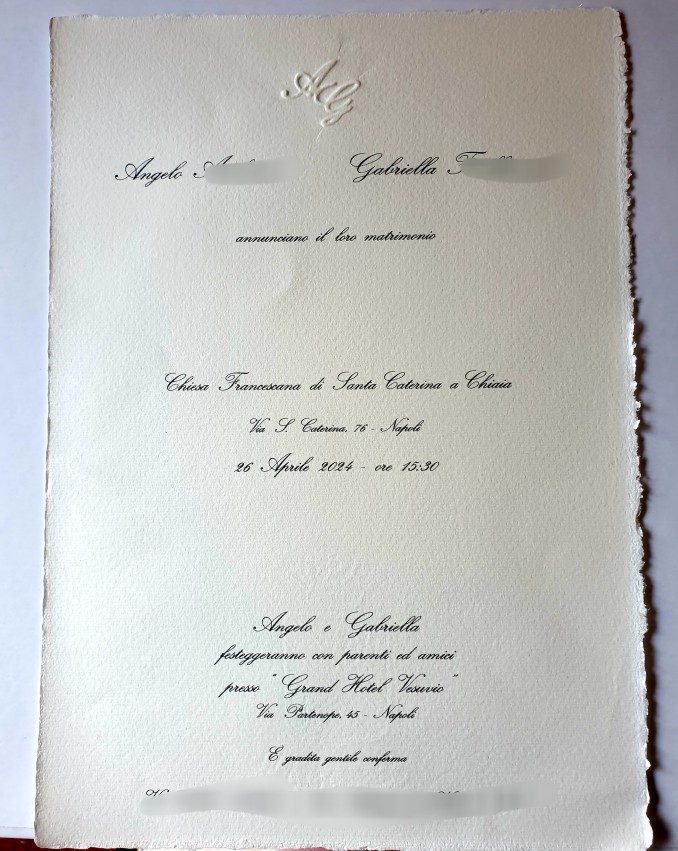 Angelo
Gabriella
annunciano il loro matrimonio
Chiesa Francescana di Santa Caterina a Chiaia
Via S. Caterina, 76 - Napoli
26 Aprile 2024 - ore 15:30
Angelo e Gabriella
festeggeranno con parenti ed amici
presso " Grand Hotel Vesuvio "
Via Partenope, 45 - Napoli
È gradita gentile conferma